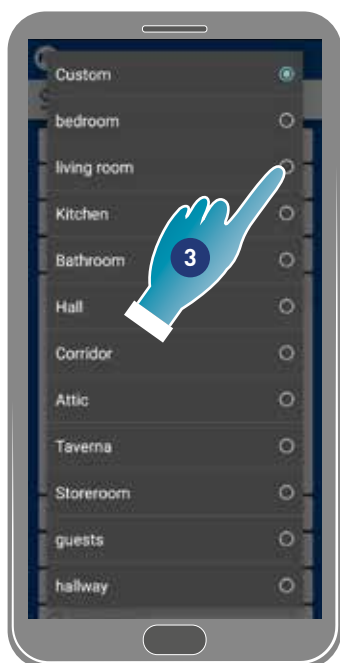 Custom
bedroom
living room
Kitchen
Bathroom
3
Hall
Corridor
Attic
Taverna
Storeroom
guests
hallway